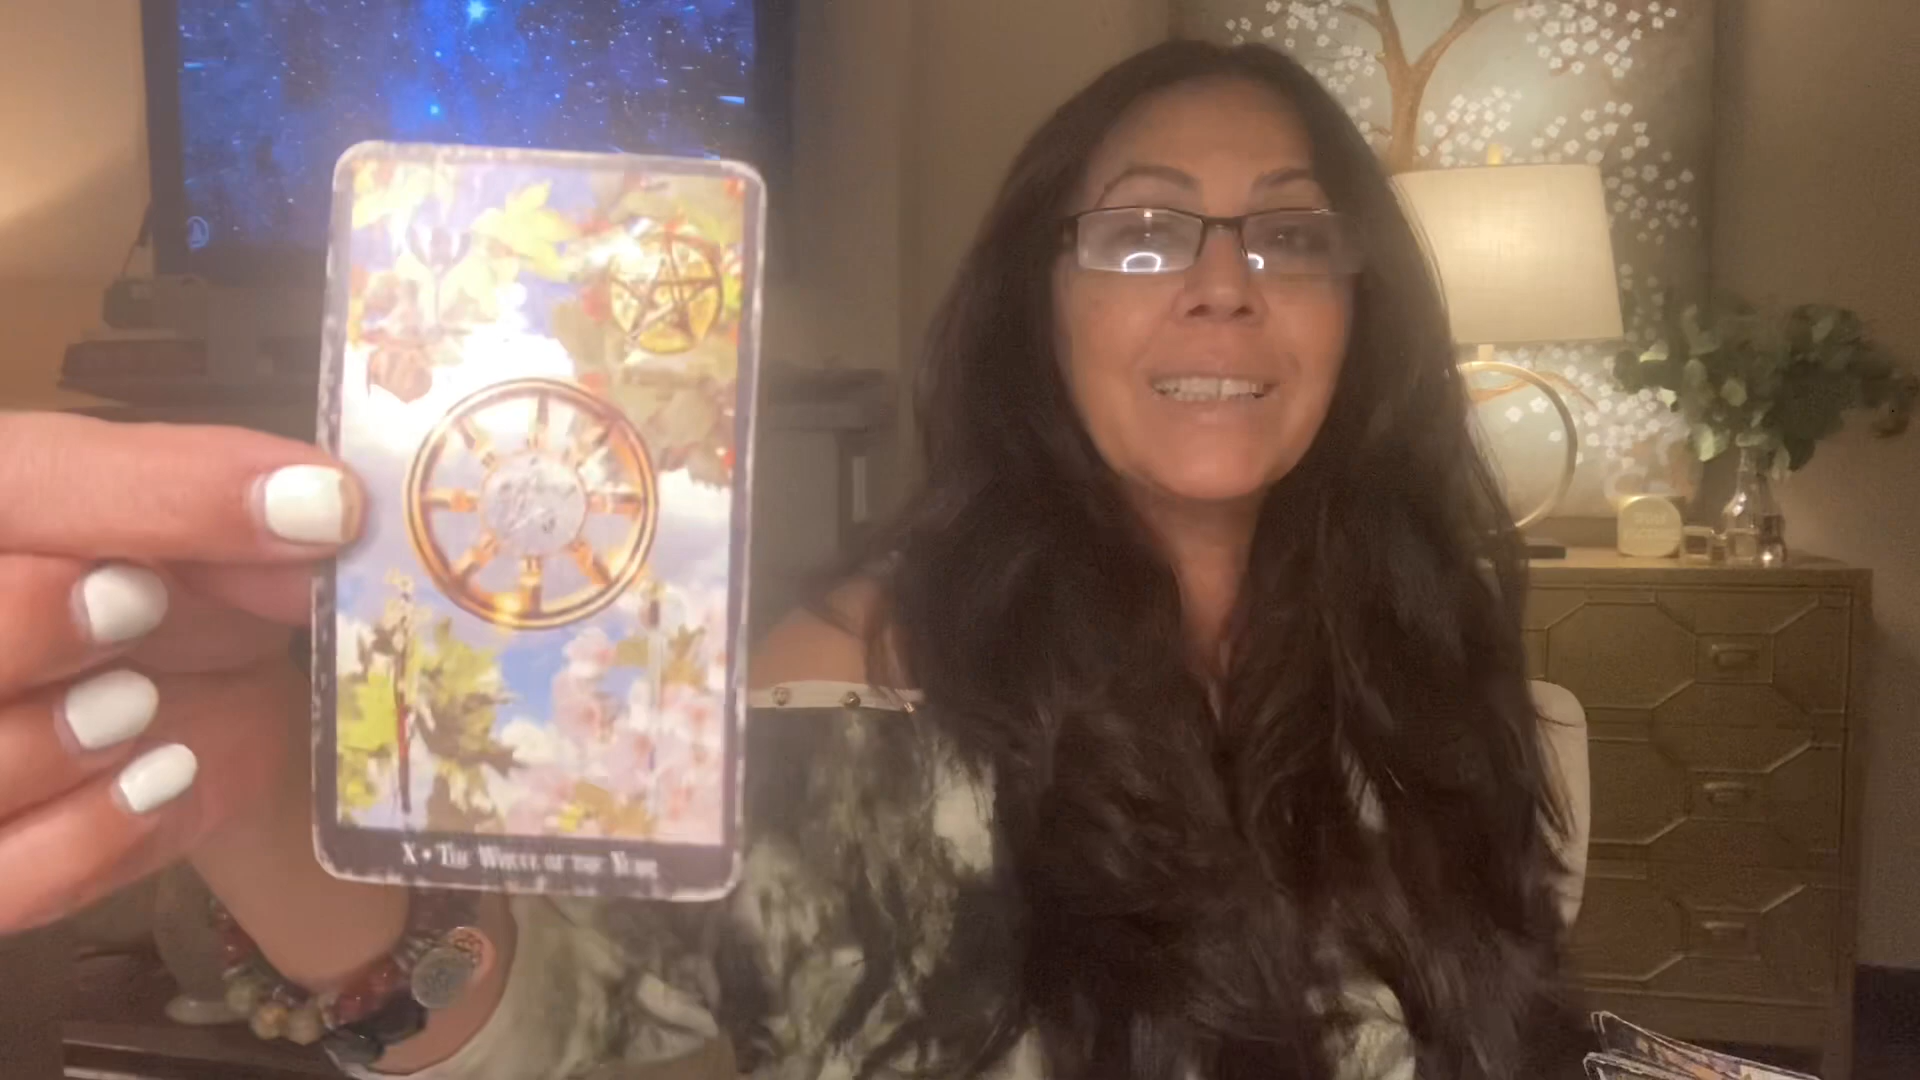 X • The Wheel of the Year